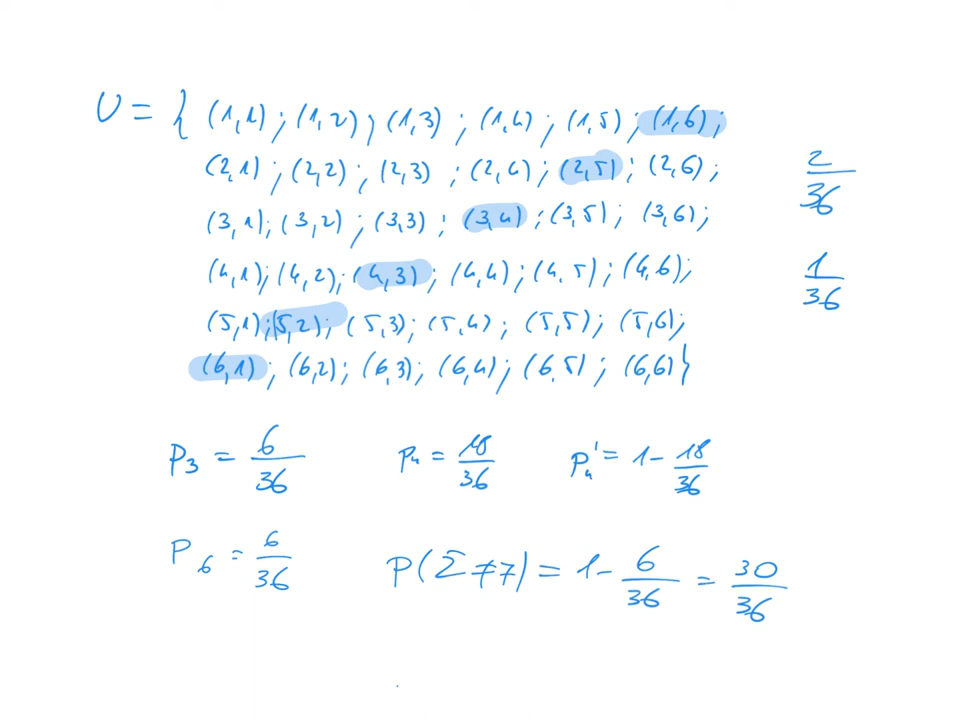 U = { (1,1) ; (1,2) ; (1,3) ; (1,4) ; (1,5) ; (1,6) ;
(2,1) ; (2,2) ; (2,3) ; (2,4) ; (2,5) ; (2,6) ;
2/36
(3,1) ; (3,2) ; (3,3) ; (3,4) ; (3,5) ; (3,6) ;
(4,1) ; (4,2) ; (4,3) ; (4,4) ; (4,5) ; (4,6) ;
1/36
(5,1) ; (5,2) ; (5,3) ; (5,4) ; (5,5) ; (5,6) ;
(6,1) ; (6,2) ; (6,3) ; (6,4) ; (6,5) ; (6,6) }
P3 = 6/36 P4 = 18/36 P4' = 1 - 18/36
P6 = 6/36 P(Σ≠7) = 1 - 6/36 = 30/36